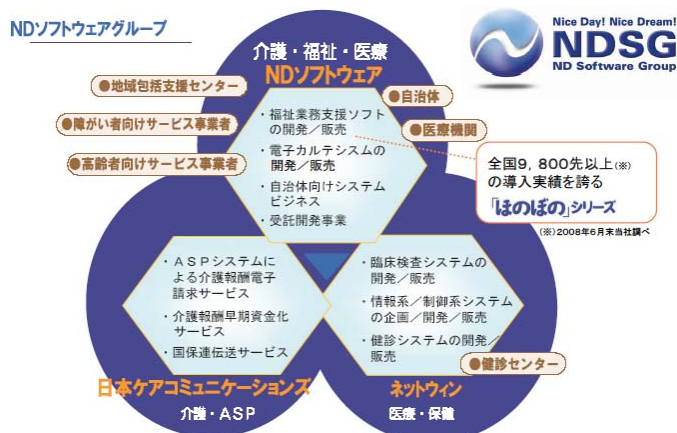 NDソフトウェアグループ
Nice Day! Nice Dream!
NDSG
ND Software Group
介護・福祉・医療
NDソフトウェア
●地域包括支援センター
●障がい者向けサービス事業者
●高齢者向けサービス事業者
●自治体
●医療機関
・福祉業務支援ソフト
の開発／販売
・電子カルテシスムの
開発／販売
・自治体向けシステム
ビジネス
・受託開発事業
全国9，800先以上(※)
の導入実績を誇る
「ほのぼの」シリーズ
(※)2008年6月末当社調べ
・ＡＳＰシステムに
よる介護報酬電子
請求サービス
・介護報酬早期資金化
サービス
・国保連伝送サービス
・臨床検査システムの
開発／販売
・情報系／制御系システム
の企画／開発／販売
・健診システムの開発／
販売
●健診センター
日本ケアコミュニケーションズ
介護・ASP
ネットウィン
医療・保健